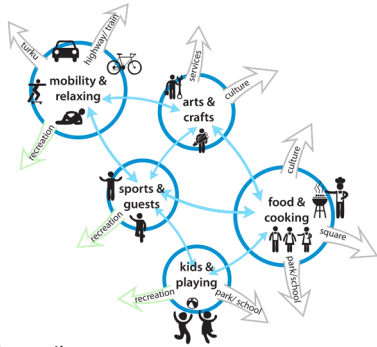 turku
highway/ train
mobility &
relaxing
recreation
services
culture
arts &
crafts
sports &
guests
recreation
culture
food &
cooking
square
park/school
kids &
playing
recreation
park/ school